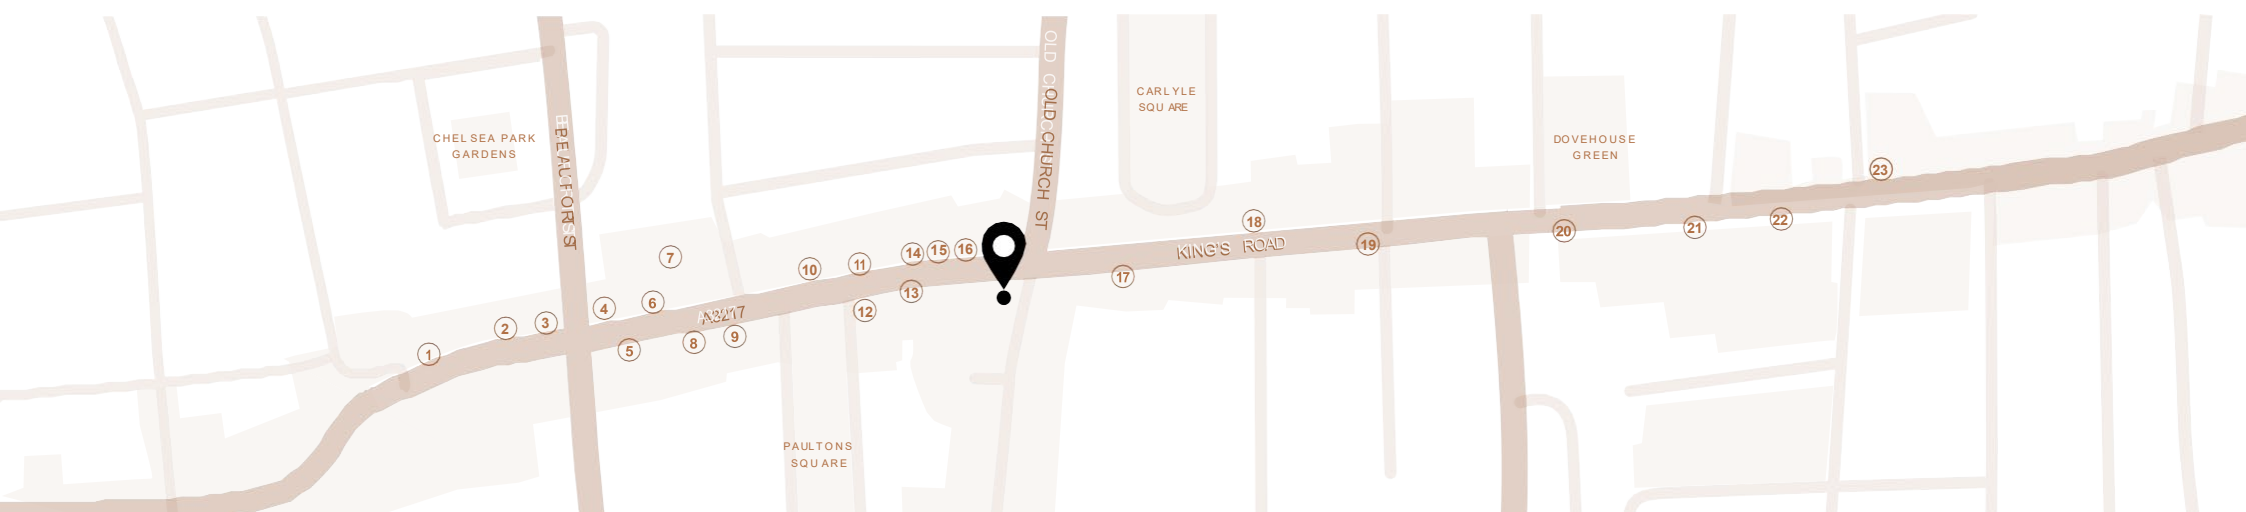 OLD CHURCH ST
CARLYLE
SQUARE
CHELSEA PARK
GARDENS
BEAUFORT ST
DOVEHOUSE
GREEN
23
22
21
20
19
18
KING'S ROAD
17
16
15
14
13
12
11
10
9
8
7
6
5
4
3
2
1
A3217
PAULTONS
SQUARE